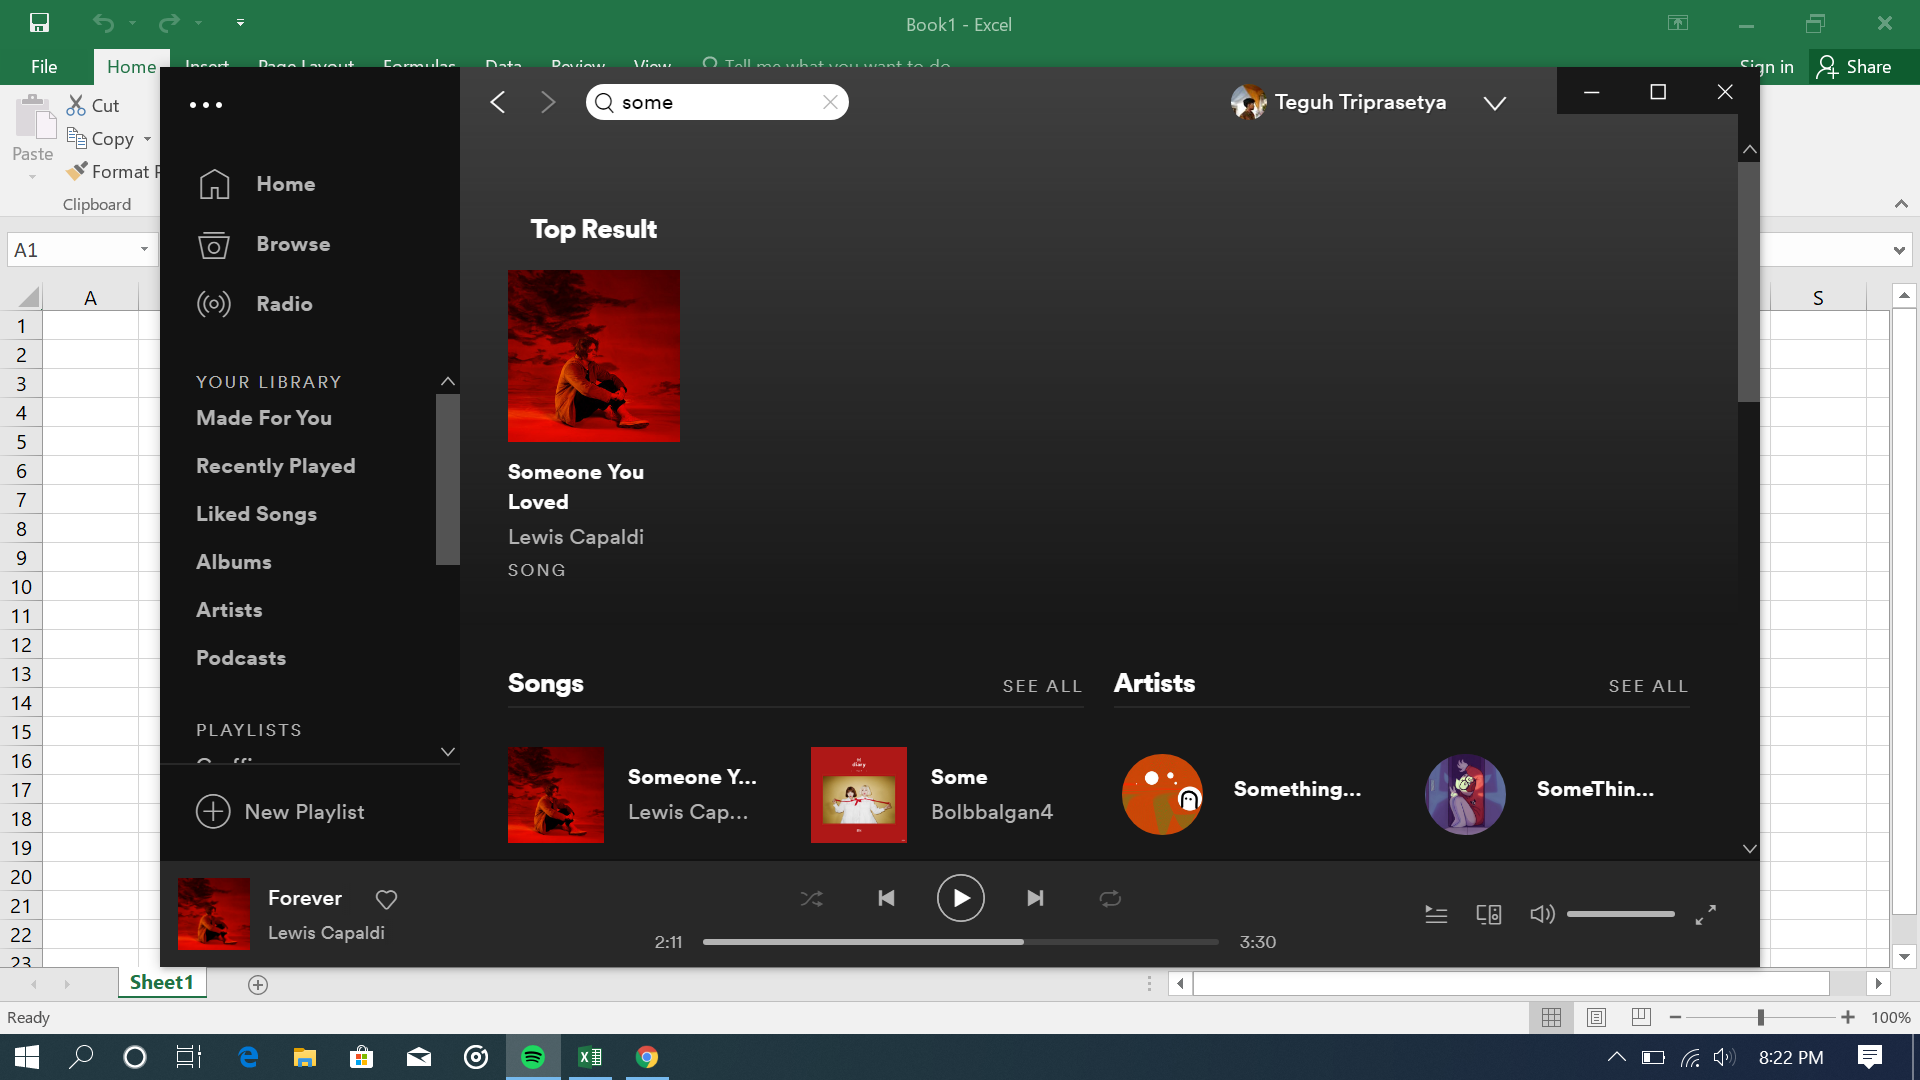 Book1 - Excel
File
Home
Insert
Page Layout
Formulas
Data
Review
View
Tell me what you want to do
Sign in
Share
Cut
Copy
Paste
Format
Clipboard
A1
A
S
1
2
3
4
5
6
7
8
9
10
11
12
13
14
15
16
17
18
19
20
21
22
23
some
Teguh Triprasetya
Home
Browse
Radio
YOUR LIBRARY
Made For You
Recently Played
Liked Songs
Albums
Artists
Podcasts
PLAYLISTS
New Playlist
Top Result
Someone You
Loved
Lewis Capaldi
SONG
Songs
SEE ALL
Artists
SEE ALL
Someone Y...
Lewis Cap...
Some
Bolbbalgan4
Something...
SomeThin...
Forever
Lewis Capaldi
2:11
3:30
Sheet1
Ready
100%
8:22 PM